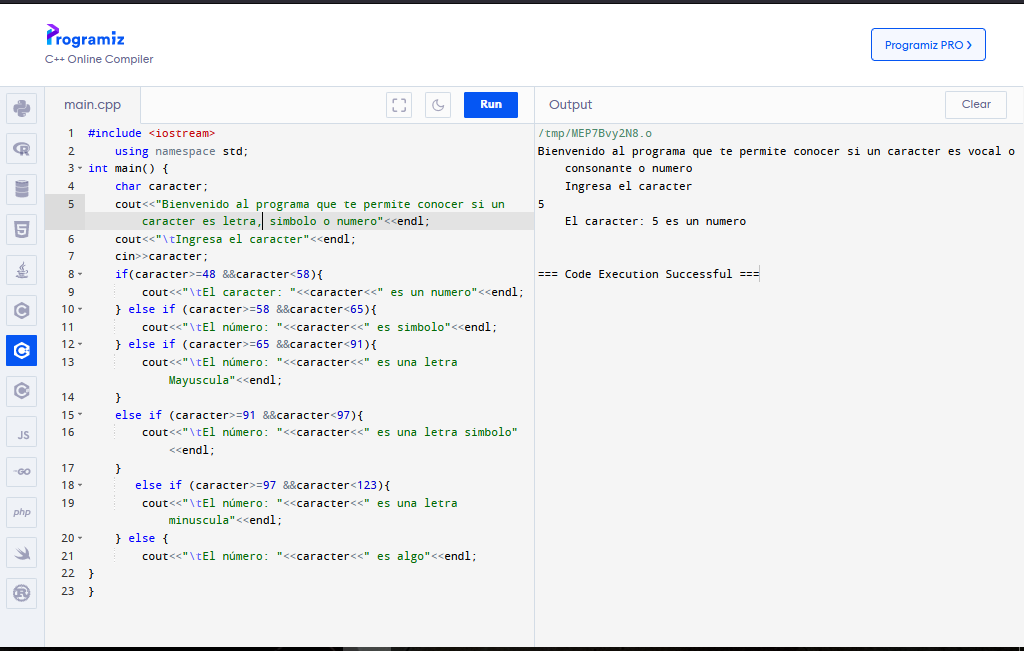 Programiz
C++ Online Compiler
Programiz PRO ❯
main.cpp
Run
Output
Clear
1 #include <iostream>
2 using namespace std;
3 int main() {
4 char caracter;
5 cout<<"Bienvenido al programa que te permite conocer si un
caracter es letra, simbolo o numero"<<endl;
6 cout<<"\tIngresa el caracter"<<endl;
7 cin>>caracter;
8 if(caracter>=48 &&caracter<58){
9 cout<<"\tEl caracter: "<<caracter<<" es un numero"<<endl;
10 } else if (caracter>=58 &&caracter<65){
11 cout<<"\tEl número: "<<caracter<<" es simbolo"<<endl;
12 } else if (caracter>=65 &&caracter<91){
13 cout<<"\tEl número: "<<caracter<<" es una letra
Mayuscula"<<endl;
14 }
15 else if (caracter>=91 &&caracter<97){
16 cout<<"\tEl número: "<<caracter<<" es una letra simbolo"
<<endl;
17 }
18 else if (caracter>=97 &&caracter<123){
19 cout<<"\tEl número: "<<caracter<<" es una letra
minuscula"<<endl;
20 } else {
21 cout<<"\tEl número: "<<caracter<<" es algo"<<endl;
22 }
23 }
/tmp/MEP7Bvy2N8.o
Bienvenido al programa que te permite conocer si un caracter es vocal o
consonante o numero
Ingresa el caracter
5
El caracter: 5 es un numero
=== Code Execution Successful ===
R
5
C
C
C
JS
GO
php